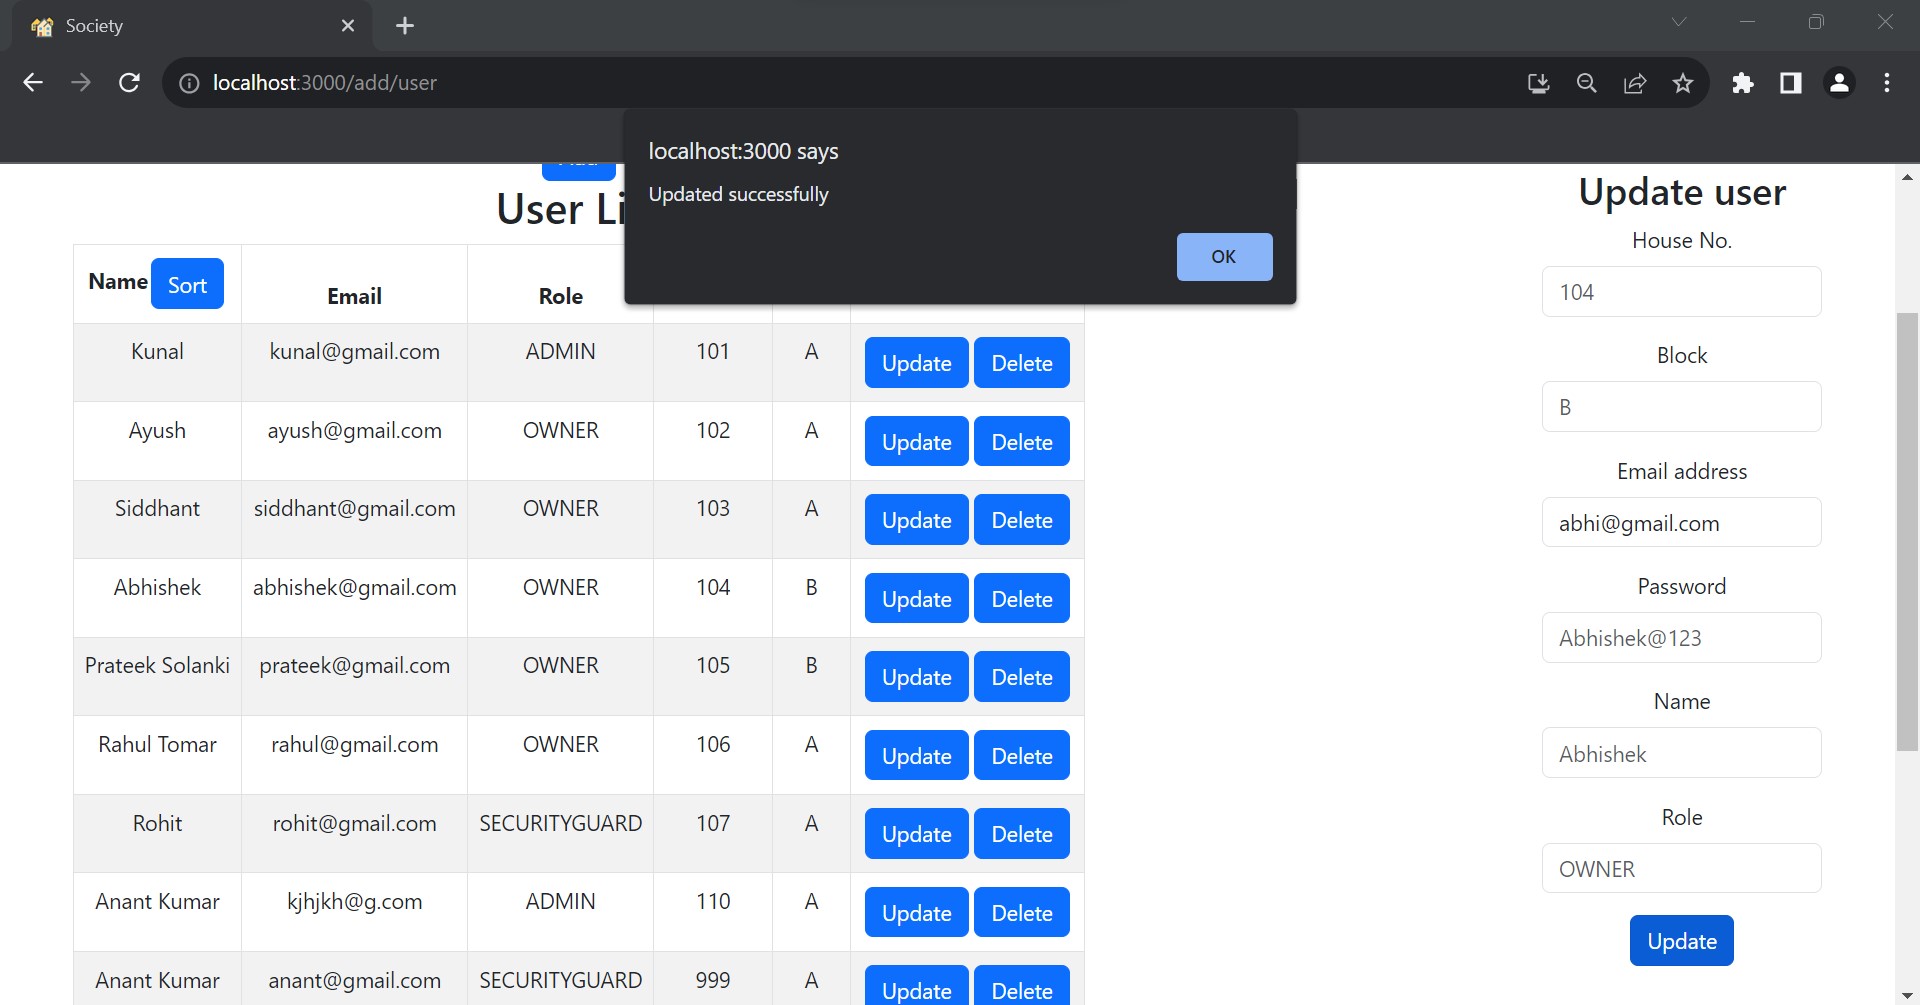 Society
localhost:3000/add/user
localhost:3000 says
Updated successfully
OK
User Li
Name Sort Email Role
Kunal kunal@gmail.com ADMIN 101 A Update Delete
Ayush ayush@gmail.com OWNER 102 A Update Delete
Siddhant siddhant@gmail.com OWNER 103 A Update Delete
Abhishek abhishek@gmail.com OWNER 104 B Update Delete
Prateek Solanki prateek@gmail.com OWNER 105 B Update Delete
Rahul Tomar rahul@gmail.com OWNER 106 A Update Delete
Rohit rohit@gmail.com SECURITYGUARD 107 A Update Delete
Anant Kumar kjhjkh@g.com ADMIN 110 A Update Delete
Anant Kumar anant@gmail.com SECURITYGUARD 999 A Update Delete
Update user
House No.
104
Block
B
Email address
abhi@gmail.com
Password
Abhishek@123
Name
Abhishek
Role
OWNER
Update